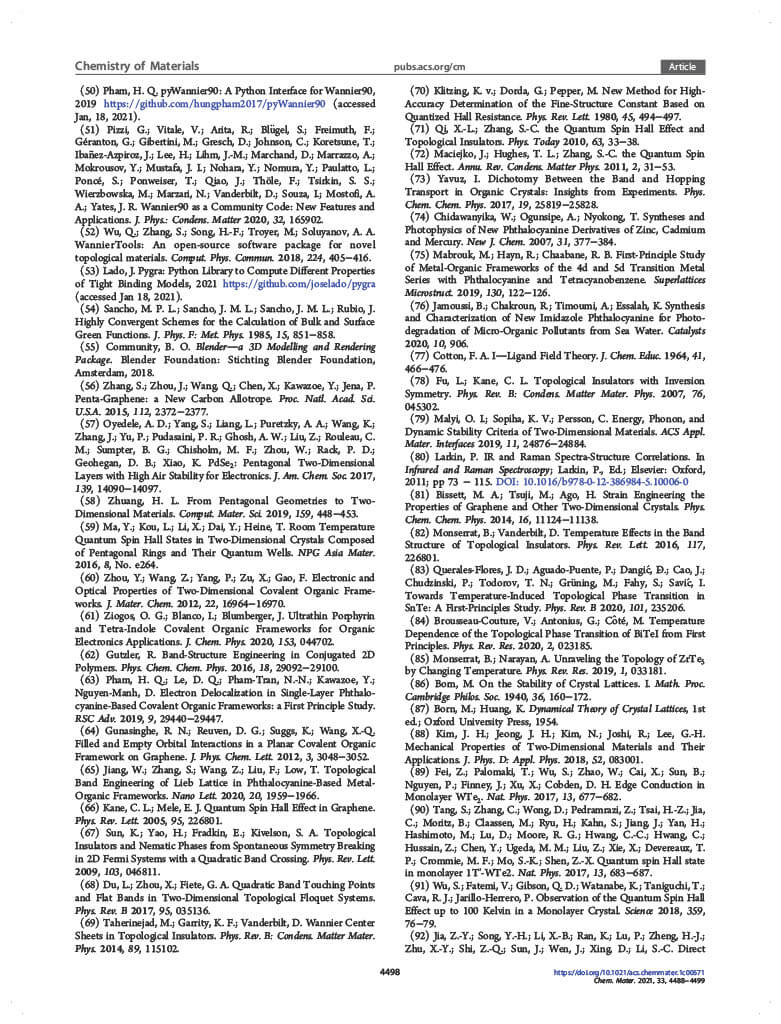 Chemistry of Materials
pubs.acs.org/cm
Article
(50) Pham, H. Q. pyWannier90: A Python Interface for Wannier90,
2019 https://github.com/hungpham2017/pyWannier90 (accessed
Jan, 18, 2021).
(51) Pizzi, G.; Vitale, V.; Arita, R.; Blügel, S.; Freimuth, F.;
Géranton, G.; Gibertini, M.; Gresch, D.; Johnson, C.; Koretsune, T.;
Ibañez-Azpiroz, J.; Lee, H.; Lihm, J.-M.; Marchand, D.; Marrazzo, A.;
Mokrousov, Y.; Mustafa, J. I.; Nohara, Y.; Nomura, Y.; Paulatto, L.;
Poncé, S.; Ponweiser, T.; Qiao, J.; Thöle, F.; Tsirkin, S. S.;
Wierzbowska, M.; Marzari, N.; Vanderbilt, D.; Souza, I.; Mostofi, A.
A.; Yates, J. R. Wannier90 as a Community Code: New Features and
Applications. J. Phys.: Condens. Matter 2020, 32, 165902.
(52) Wu, Q.; Zhang, S.; Song, H.-F.; Troyer, M.; Soluyanov, A. A.
WannierTools: An open-source software package for novel
topological materials. Comput. Phys. Commun. 2018, 224, 405−416.
(53) Lado, J. Pygra: Python Library to Compute Different Properties
of Tight Binding Models, 2021 https://github.com/joselado/pygra
(accessed Jan 18, 2021).
(54) Sancho, M. P. L.; Sancho, J. M. L.; Sancho, J. M. L.; Rubio, J.
Highly Convergent Schemes for the Calculation of Bulk and Surface
Green Functions. J. Phys. F: Met. Phys. 1985, 15, 851−858.
(55) Community, B. O. Blender—a 3D Modelling and Rendering
Package. Blender Foundation: Stichting Blender Foundation,
Amsterdam, 2018.
(56) Zhang, S.; Zhou, J.; Wang, Q.; Chen, X.; Kawazoe, Y.; Jena, P.
Penta-Graphene: a New Carbon Allotrope. Proc. Natl. Acad. Sci.
U.S.A. 2015, 112, 2372−2377.
(57) Oyedele, A. D.; Yang, S.; Liang, L.; Puretzky, A. A.; Wang, K.;
Zhang, J.; Yu, P.; Pudasaini, P. R.; Ghosh, A. W.; Liu, Z.; Rouleau, C.
M.; Sumpter, B. G.; Chisholm, M. F.; Zhou, W.; Rack, P. D.;
Geohegan, D. B.; Xiao, K. PdSe₂: Pentagonal Two-Dimensional
Layers with High Air Stability for Electronics. J. Am. Chem. Soc. 2017,
139, 14090−14097.
(58) Zhuang, H. L. From Pentagonal Geometries to Two-
Dimensional Materials. Comput. Mater. Sci. 2019, 159, 448−453.
(59) Ma, Y.; Kou, L.; Li, X.; Dai, Y.; Heine, T. Room Temperature
Quantum Spin Hall States in Two-Dimensional Crystals Composed
of Pentagonal Rings and Their Quantum Wells. NPG Asia Mater.
2016, 8, No. e264.
(60) Zhou, Y.; Wang, Z.; Yang, P.; Zu, X.; Gao, F. Electronic and
Optical Properties of Two-Dimensional Covalent Organic Frame-
works. J. Mater. Chem. 2012, 22, 16964−16970.
(61) Ziogos, O. G.; Blanco, I.; Blumberger, J. Ultrathin Porphyrin
and Tetra-Indole Covalent Organic Frameworks for Organic
Electronics Applications. J. Chem. Phys. 2020, 153, 044702.
(62) Gutzler, R. Band-Structure Engineering in Conjugated 2D
Polymers. Phys. Chem. Chem. Phys. 2016, 18, 29092−29100.
(63) Pham, H. Q.; Le, D. Q.; Pham-Tran, N.-N.; Kawazoe, Y.;
Nguyen-Manh, D. Electron Delocalization in Single-Layer Phthalo-
cyanine-Based Covalent Organic Frameworks: a First Principle Study.
RSC Adv. 2019, 9, 29440−29447.
(64) Gunasinghe, R. N.; Reuven, D. G.; Suggs, K.; Wang, X.-Q.
Filled and Empty Orbital Interactions in a Planar Covalent Organic
Framework on Graphene. J. Phys. Chem. Lett. 2012, 3, 3048−3052.
(65) Jiang, W.; Zhang, S.; Wang, Z.; Liu, F.; Low, T. Topological
Band Engineering of Lieb Lattice in Phthalocyanine-Based Metal-
Organic Frameworks. Nano Lett. 2020, 20, 1959−1966.
(66) Kane, C. L.; Mele, E. J. Quantum Spin Hall Effect in Graphene.
Phys. Rev. Lett. 2005, 95, 226801.
(67) Sun, K.; Yao, H.; Fradkin, E.; Kivelson, S. A. Topological
Insulators and Nematic Phases from Spontaneous Symmetry Breaking
in 2D Fermi Systems with a Quadratic Band Crossing. Phys. Rev. Lett.
2009, 103, 046811.
(68) Du, L.; Zhou, X.; Fiete, G. A. Quadratic Band Touching Points
and Flat Bands in Two-Dimensional Topological Floquet Systems.
Phys. Rev. B 2017, 95, 035136.
(69) Taherinejad, M.; Garrity, K. F.; Vanderbilt, D. Wannier Center
Sheets in Topological Insulators. Phys. Rev. B: Condens. Matter Mater.
Phys. 2014, 89, 115102.
(70) Klitzing, K. v.; Dorda, G.; Pepper, M. New Method for High-
Accuracy Determination of the Fine-Structure Constant Based on
Quantized Hall Resistance. Phys. Rev. Lett. 1980, 45, 494−497.
(71) Qi, X.-L.; Zhang, S.-C. the Quantum Spin Hall Effect and
Topological Insulators. Phys. Today 2010, 63, 33−38.
(72) Maciejko, J.; Hughes, T. L.; Zhang, S.-C. the Quantum Spin
Hall Effect. Annu. Rev. Condens. Matter Phys. 2011, 2, 31−53.
(73) Yavuz, I. Dichotomy Between the Band and Hopping
Transport in Organic Crystals: Insights from Experiments. Phys.
Chem. Chem. Phys. 2017, 19, 25819−25828.
(74) Chidawanyika, W.; Ogunsipe, A.; Nyokong, T. Syntheses and
Photophysics of New Phthalocyanine Derivatives of Zinc, Cadmium
and Mercury. New J. Chem. 2007, 31, 377−384.
(75) Mabrouk, M.; Hayn, R.; Chaabane, R. B. First-Principle Study
of Metal-Organic Frameworks of the 4d and 5d Transition Metal
Series with Phthalocyanine and Tetracyanobenzene. Superlattices
Microstruct. 2019, 130, 122−126.
(76) Jamoussi, B.; Chakroun, R.; Timoumi, A.; Essalah, K. Synthesis
and Characterization of New Imidazole Phthalocyanine for Photo-
degradation of Micro-Organic Pollutants from Sea Water. Catalysts
2020, 10, 906.
(77) Cotton, F. A. I—Ligand Field Theory. J. Chem. Educ. 1964, 41,
466−476.
(78) Fu, L.; Kane, C. L. Topological Insulators with Inversion
Symmetry. Phys. Rev. B: Condens. Matter Mater. Phys. 2007, 76,
045302.
(79) Malyi, O. I.; Sopiha, K. V.; Persson, C. Energy, Phonon, and
Dynamic Stability Criteria of Two-Dimensional Materials. ACS Appl.
Mater. Interfaces 2019, 11, 24876−24884.
(80) Larkin, P. IR and Raman Spectra-Structure Correlations. In
Infrared and Raman Spectroscopy; Larkin, P., Ed.; Elsevier: Oxford,
2011; pp 73 − 115. DOI: 10.1016/b978-0-12-386984-5.10006-0
(81) Bissett, M. A.; Tsuji, M.; Ago, H. Strain Engineering the
Properties of Graphene and Other Two-Dimensional Crystals. Phys.
Chem. Chem. Phys. 2014, 16, 11124−11138.
(82) Monserrat, B.; Vanderbilt, D. Temperature Effects in the Band
Structure of Topological Insulators. Phys. Rev. Lett. 2016, 117,
226801.
(83) Querales-Flores, J. D.; Aguado-Puente, P.; Dangić, Đ.; Cao, J.;
Chudzinski, P.; Todorov, T. N.; Grüning, M.; Fahy, S.; Savić, I.
Towards Temperature-Induced Topological Phase Transition in
SnTe: A First-Principles Study. Phys. Rev. B 2020, 101, 235206.
(84) Brousseau-Couture, V.; Antonius, G.; Côté, M. Temperature
Dependence of the Topological Phase Transition of BiTeI from First
Principles. Phys. Rev. Res. 2020, 2, 023185.
(85) Monserrat, B.; Narayan, A. Unraveling the Topology of ZrTe₅
by Changing Temperature. Phys. Rev. Res. 2019, 1, 033181.
(86) Born, M. On the Stability of Crystal Lattices. I. Math. Proc.
Cambridge Philos. Soc. 1940, 36, 160−172.
(87) Born, M.; Huang, K. Dynamical Theory of Crystal Lattices, 1st
ed.; Oxford University Press, 1954.
(88) Kim, J. H.; Jeong, J. H.; Kim, N.; Joshi, R.; Lee, G.-H.
Mechanical Properties of Two-Dimensional Materials and Their
Applications. J. Phys. D: Appl. Phys. 2018, 52, 083001.
(89) Fei, Z.; Palomaki, T.; Wu, S.; Zhao, W.; Cai, X.; Sun, B.;
Nguyen, P.; Finney, J.; Xu, X.; Cobden, D. H. Edge Conduction in
Monolayer WTe₂. Nat. Phys. 2017, 13, 677−682.
(90) Tang, S.; Zhang, C.; Wong, D.; Pedramrazi, Z.; Tsai, H.-Z.; Jia,
C.; Moritz, B.; Claassen, M.; Ryu, H.; Kahn, S.; Jiang, J.; Yan, H.;
Hashimoto, M.; Lu, D.; Moore, R. G.; Hwang, C.-C.; Hwang, C.;
Hussain, Z.; Chen, Y.; Ugeda, M. M.; Liu, Z.; Xie, X.; Devereaux, T.
P.; Crommie, M. F.; Mo, S.-K.; Shen, Z.-X. Quantum spin Hall state
in monolayer 1T'-WTe2. Nat. Phys. 2017, 13, 683−687.
(91) Wu, S.; Fatemi, V.; Gibson, Q. D.; Watanabe, K.; Taniguchi, T.;
Cava, R. J.; Jarillo-Herrero, P. Observation of the Quantum Spin Hall
Effect up to 100 Kelvin in a Monolayer Crystal. Science 2018, 359,
76−79.
(92) Jia, Z.-Y.; Song, Y.-H.; Li, X.-B.; Ran, K.; Lu, P.; Zheng, H.-J.;
Zhu, X.-Y.; Shi, Z.-Q.; Sun, J.; Wen, J.; Xing, D.; Li, S.-C. Direct
4498
https://doi.org/10.1021/acs.chemmater.1c00571
Chem. Mater. 2021, 33, 4488−4499